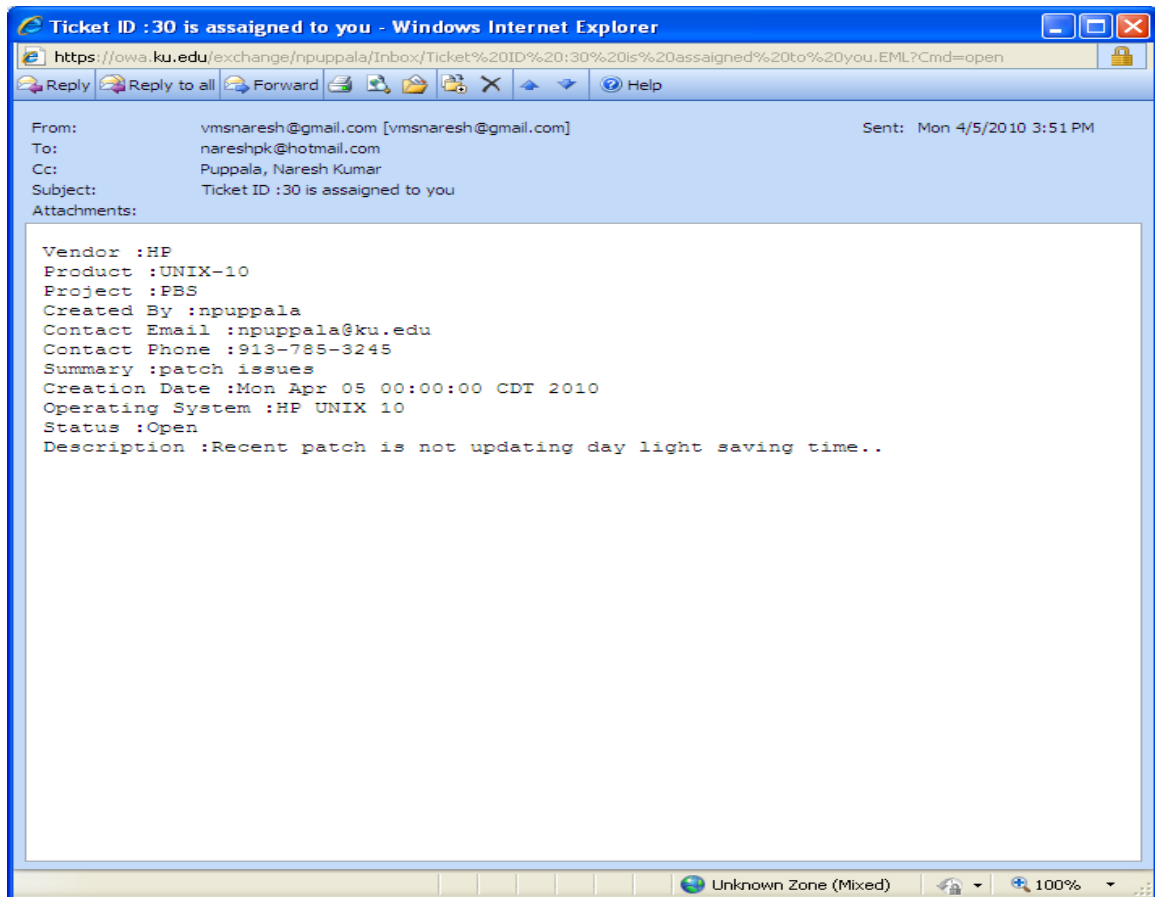 Ticket ID :30 is assaigned to you - Windows Internet Explorer
https://owa.ku.edu/exchange/npuppala/Inbox/Ticket%20ID%20:30%20is%20assaigned%20to%20you.EML?Cmd=open
Reply Reply to all Forward Help
From: vmsnaresh@gmail.com [vmsnaresh@gmail.com] Sent: Mon 4/5/2010 3:51 PM
To: nareshpk@hotmail.com
Cc: Puppala, Naresh Kumar
Subject: Ticket ID :30 is assaigned to you
Attachments:
Vendor :HP
Product :UNIX-10
Project :PBS
Created By :npuppala
Contact Email :npuppala@ku.edu
Contact Phone :913-785-3245
Summary :patch issues
Creation Date :Mon Apr 05 00:00:00 CDT 2010
Operating System :HP UNIX 10
Status :Open
Description :Recent patch is not updating day light saving time..
Unknown Zone (Mixed) 100%